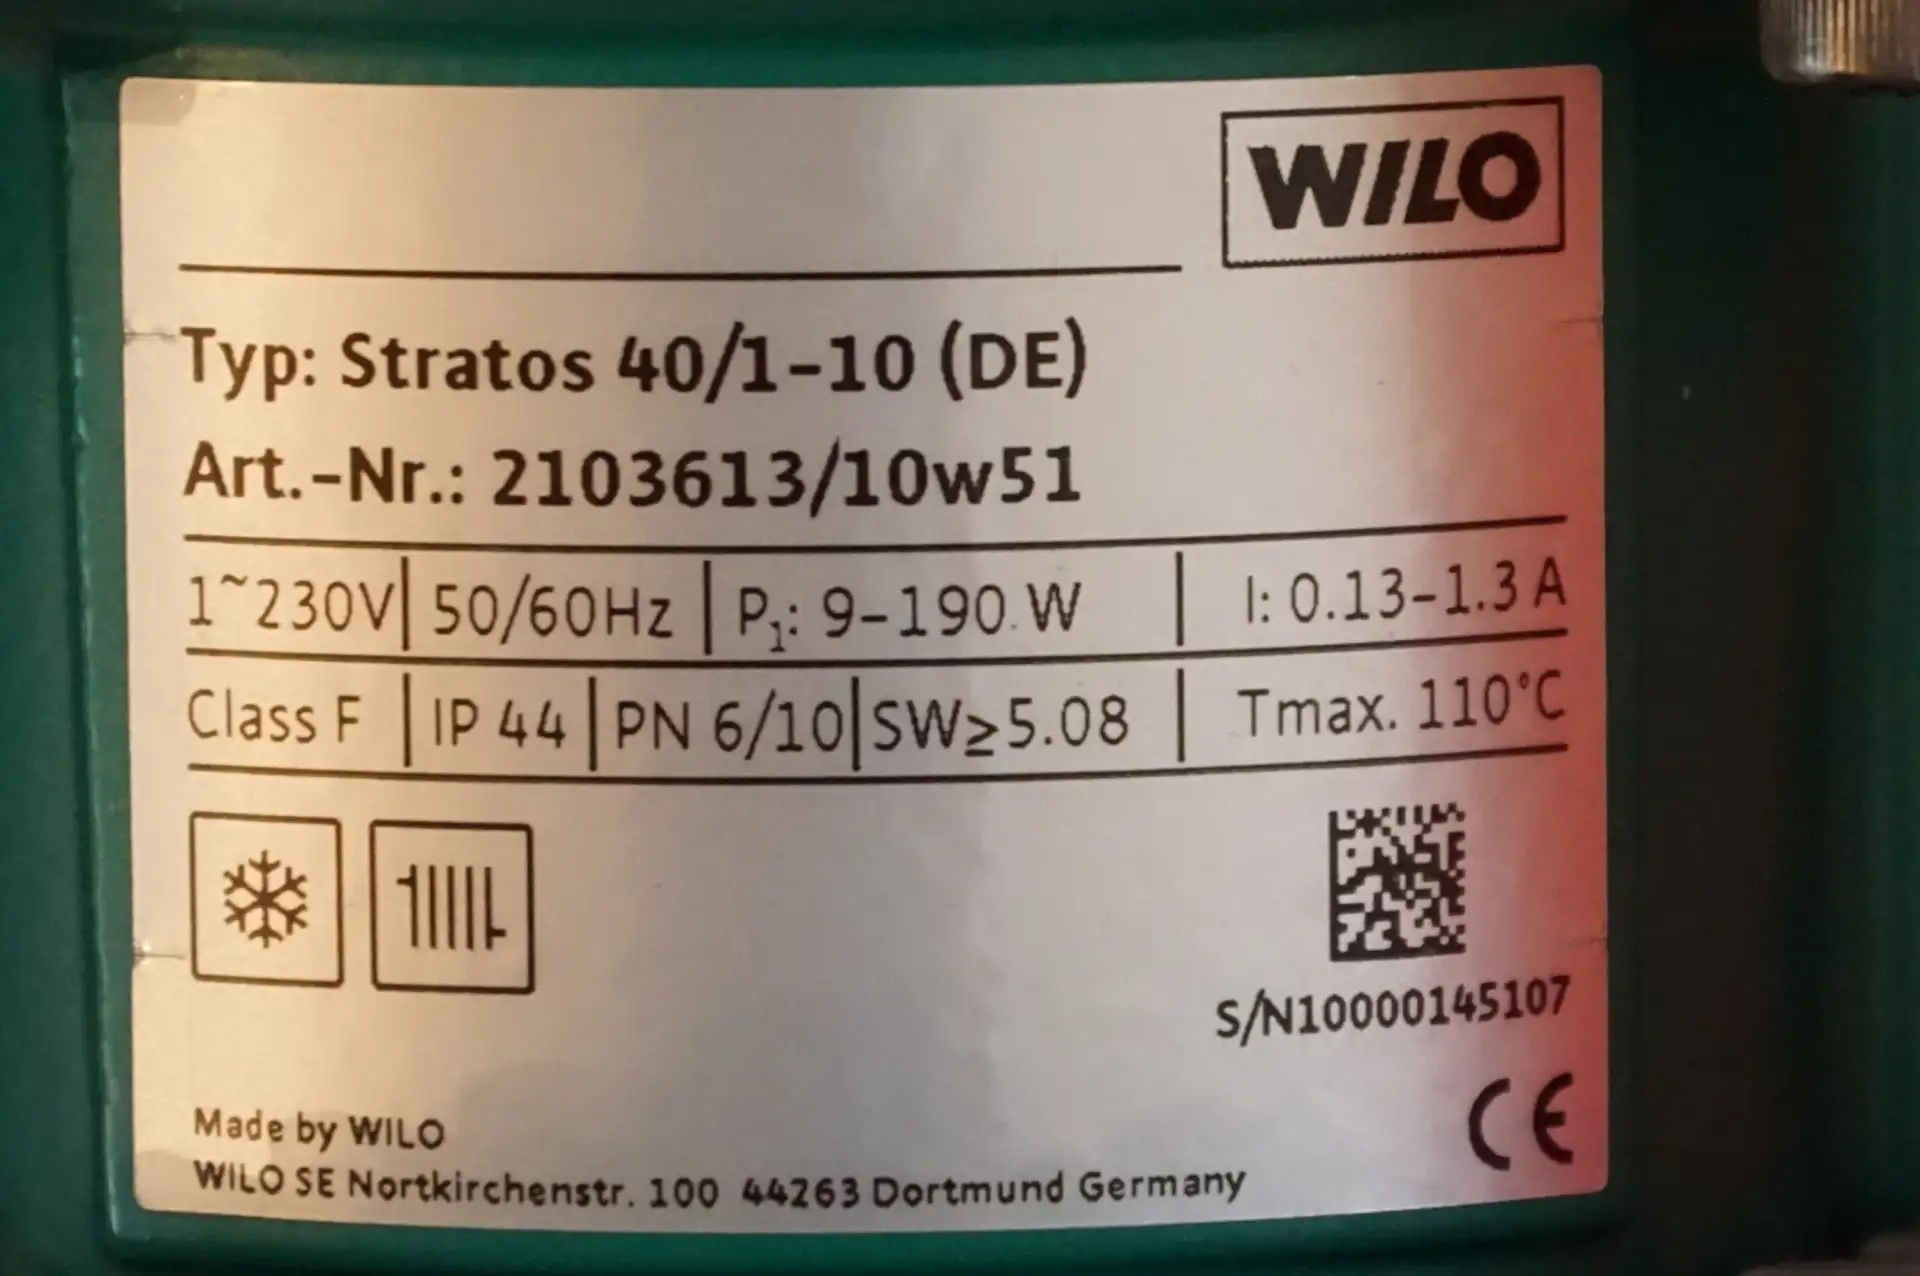 WILO
Typ: Stratos 40/1-10 (DE)
Art.-Nr.: 2103613/10w51
1~230V | 50/60Hz | P1: 9-190 W | I: 0.13-1.3 A
Class F | IP 44 | PN 6/10 | SW≥5.08 | Tmax. 110°C
S/N10000145107
CE
Made by WILO
WILO SE Nortkirchenstr. 100 44263 Dortmund Germany